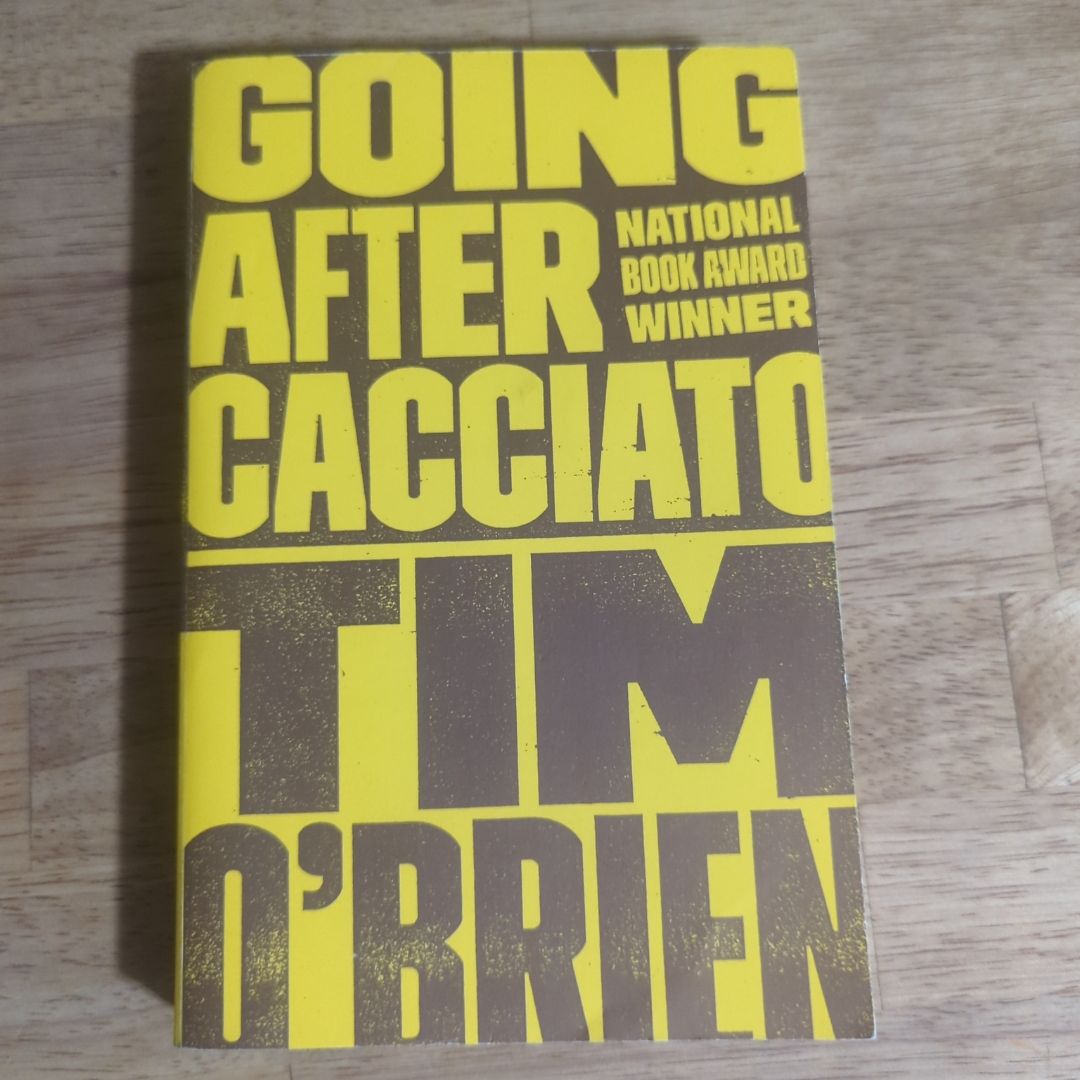 GOING
AFTER
NATIONAL
BOOK AWARD
WINNER
CACCIATO
TIM
O'BRIEN